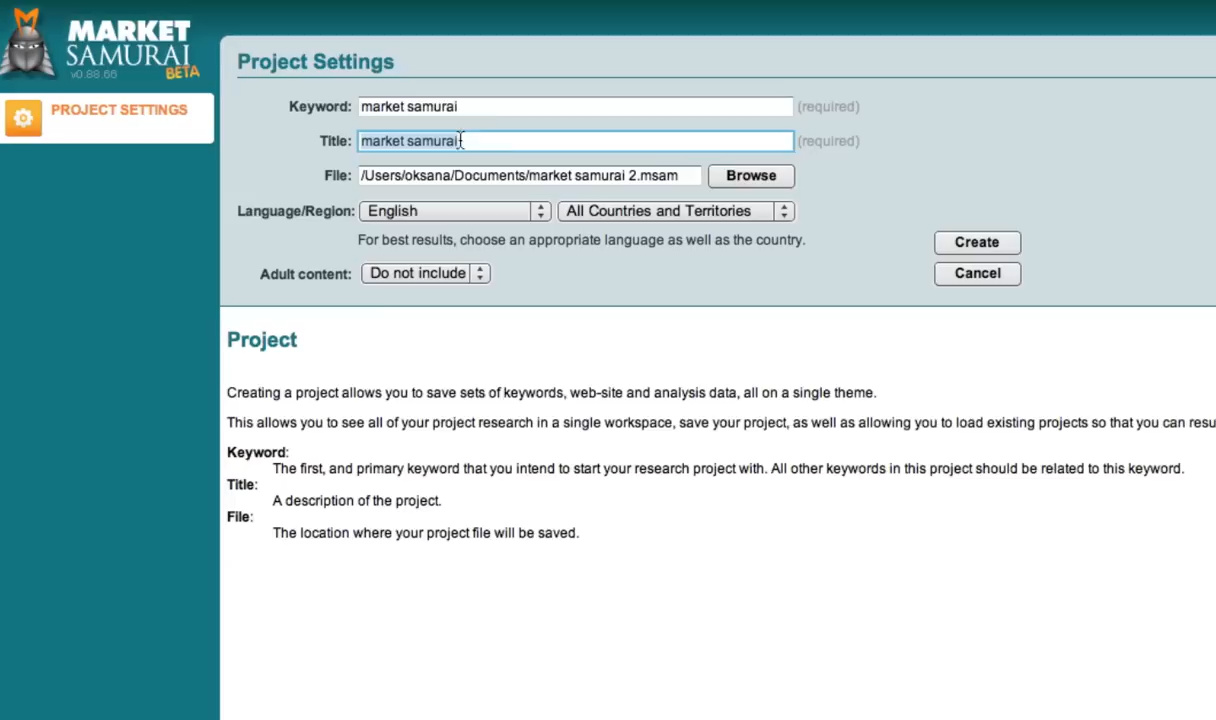 MARKET
SAMURAI
v0.88.66 BETA
PROJECT SETTINGS
Project Settings
Keyword: market samurai (required)
Title: market samurai (required)
File: /Users/oksana/Documents/market samurai 2.msam Browse
Language/Region: English All Countries and Territories
For best results, choose an appropriate language as well as the country.
Create
Adult content: Do not include Cancel
Project
Creating a project allows you to save sets of keywords, web-site and analysis data, all on a single theme.
This allows you to see all of your project research in a single workspace, save your project, as well as allowing you to load existing projects so that you can resu
Keyword:
The first, and primary keyword that you intend to start your research project with. All other keywords in this project should be related to this keyword.
Title:
A description of the project.
File:
The location where your project file will be saved.